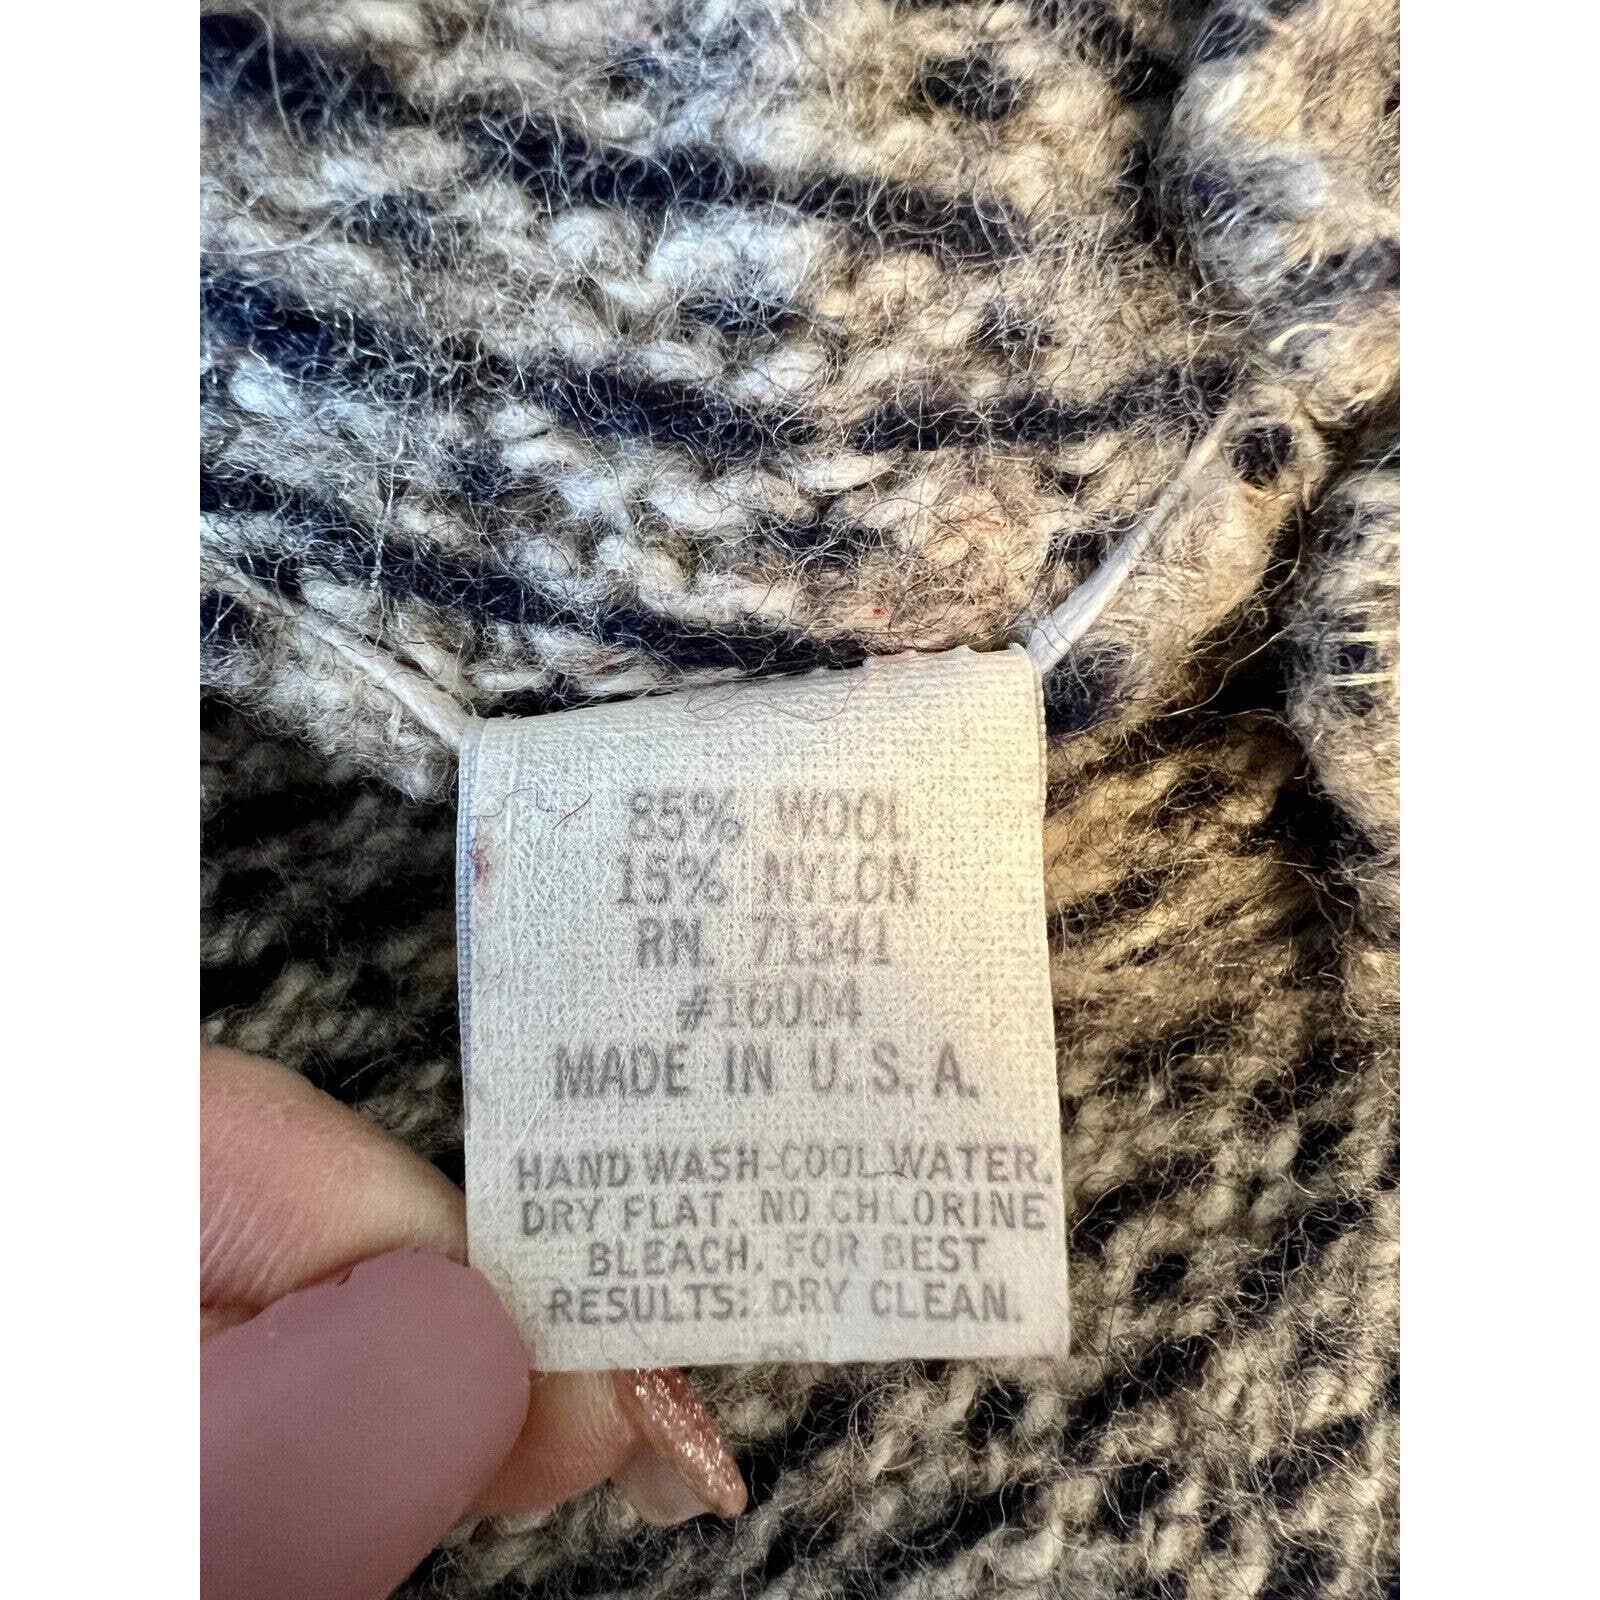 85% WOOL
15% NYLON
RN. 71341
#16004
MADE IN U.S.A.
HAND WASH-COOL WATER.
DRY FLAT. NO CHLORINE
BLEACH. FOR BEST
RESULTS: DRY CLEAN.